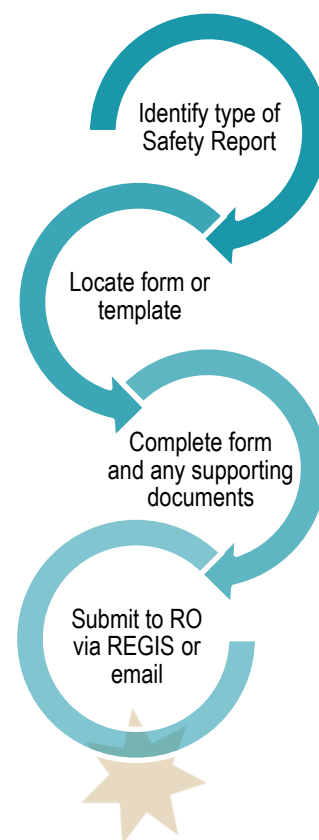 Identify type of
Safety Report
Locate form or
template
Complete form
and any supporting
documents
Submit to RO
via REGIS or
email